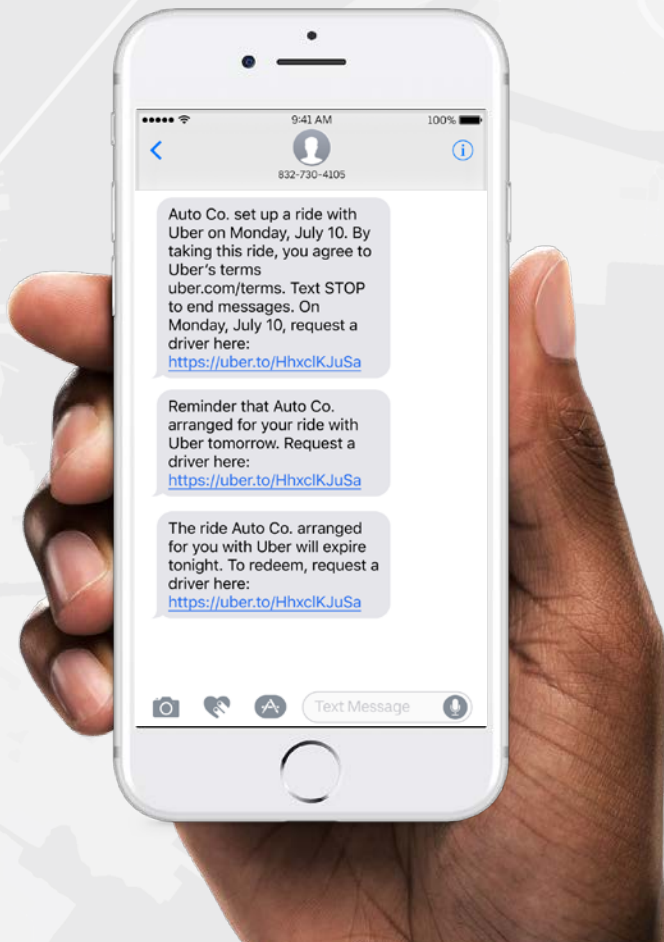 9:41 AM
100%
832-730-4105
Auto Co. set up a ride with
Uber on Monday, July 10. By
taking this ride, you agree to
Uber's terms
uber.com/terms. Text STOP
to end messages. On
Monday, July 10, request a
driver here:
https://uber.to/HhxclKJuSa
Reminder that Auto Co.
arranged for your ride with
Uber tomorrow. Request a
driver here:
https://uber.to/HhxclKJuSa
The ride Auto Co. arranged
for you with Uber will expire
tonight. To redeem, request a
driver here:
https://uber.to/HhxclKJuSa
Text Message